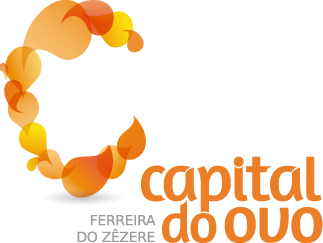 capital
do ovo
FERREIRA
DO ZÊZERE